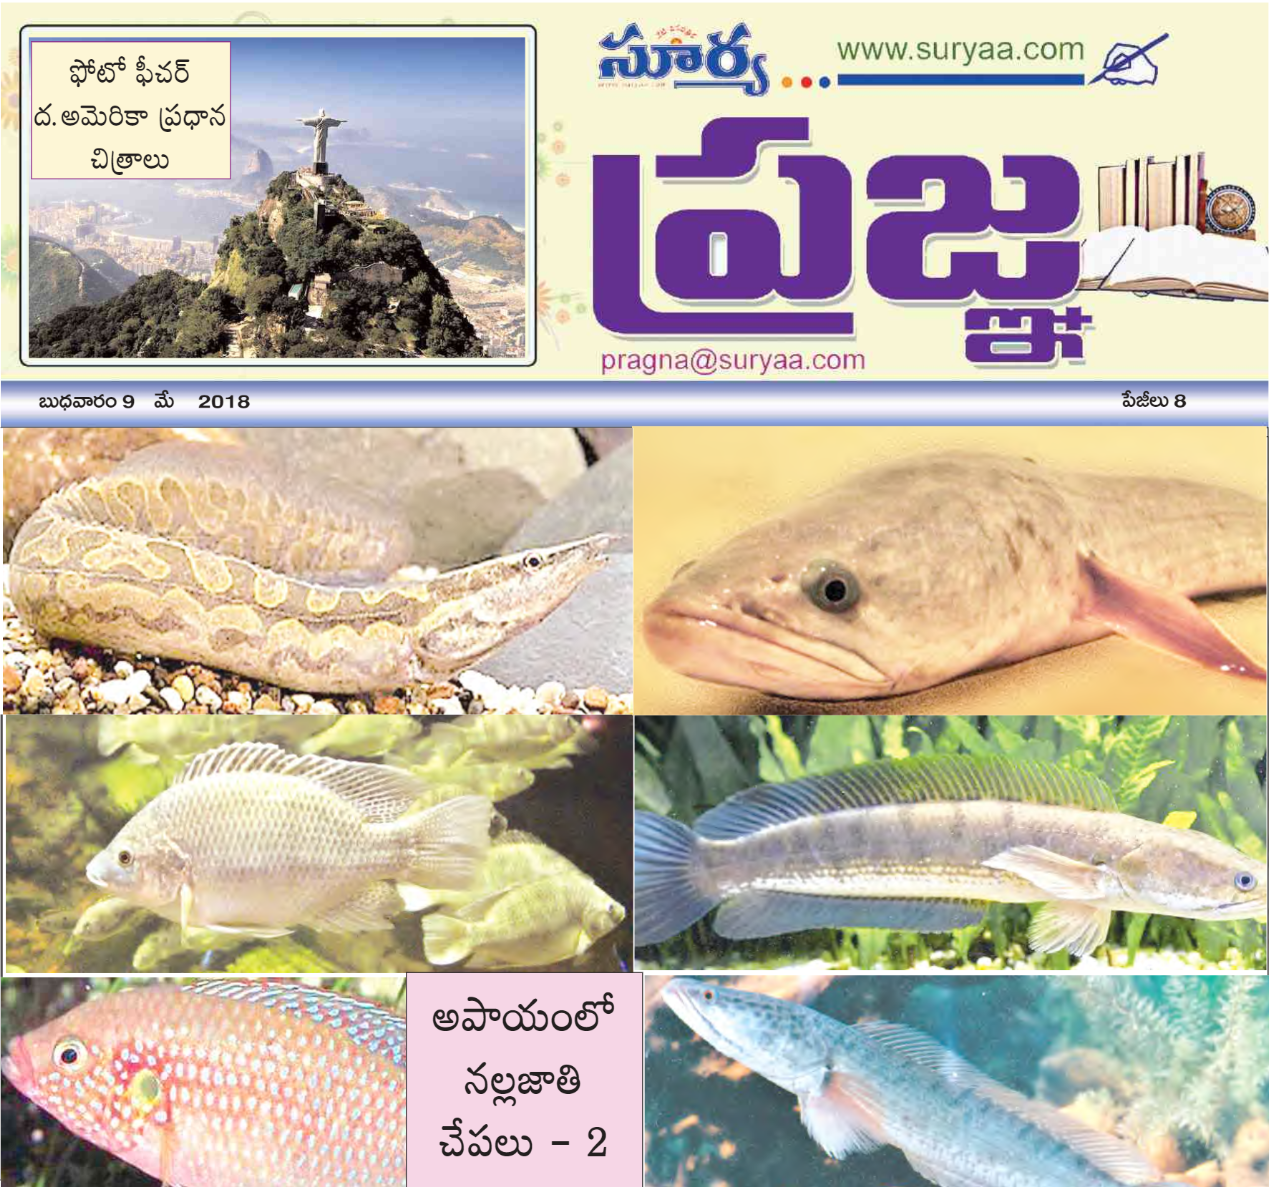 ఫోటో ఫీచర్
ద.అమెరికా ప్రధాన
చిత్రాలు
సూర్య
www.suryaa.com
ప్రజ్ఞ
pragna@suryaa.com
బుధవారం 9 మే 2018
పేజీలు 8
అపాయంలో
నల్లజాతి
చేపలు - 2